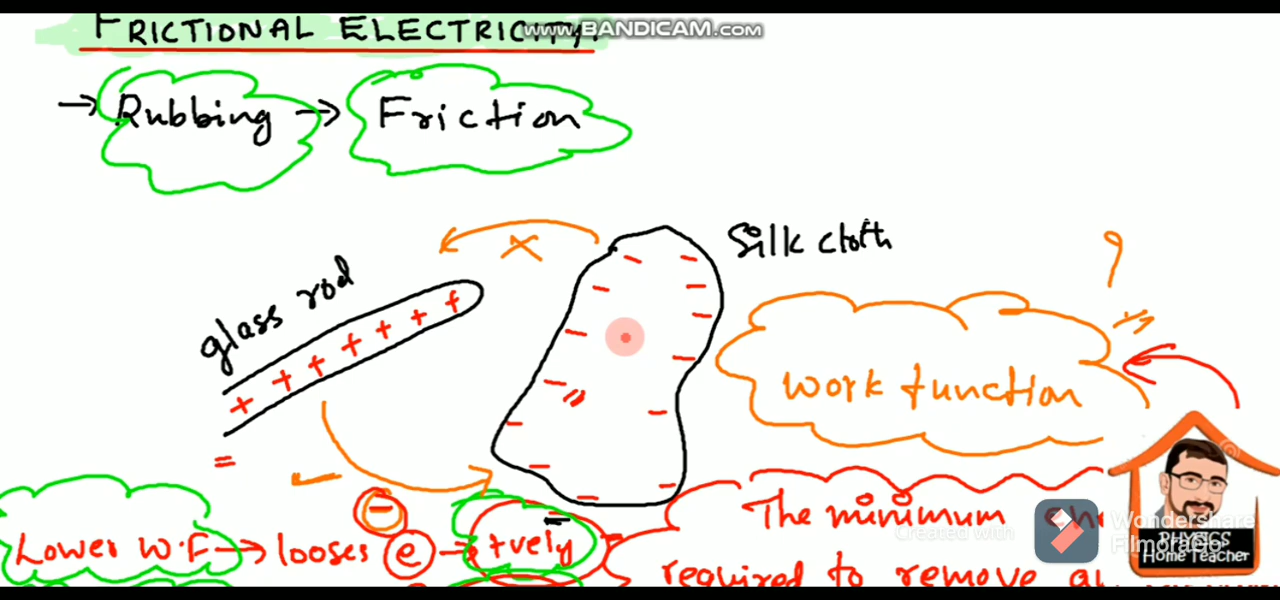 FRICTIONAL ELECTRICITY:
www.BANDICAM.com
→ Rubbing → Friction
Silk cloth
glass rod
+ + + + + + +
work function
Lower W.F → looses e → +vely
The minimum
required to remove
Created with
Wondershare
Filmora
PHYSICS
Home Teacher